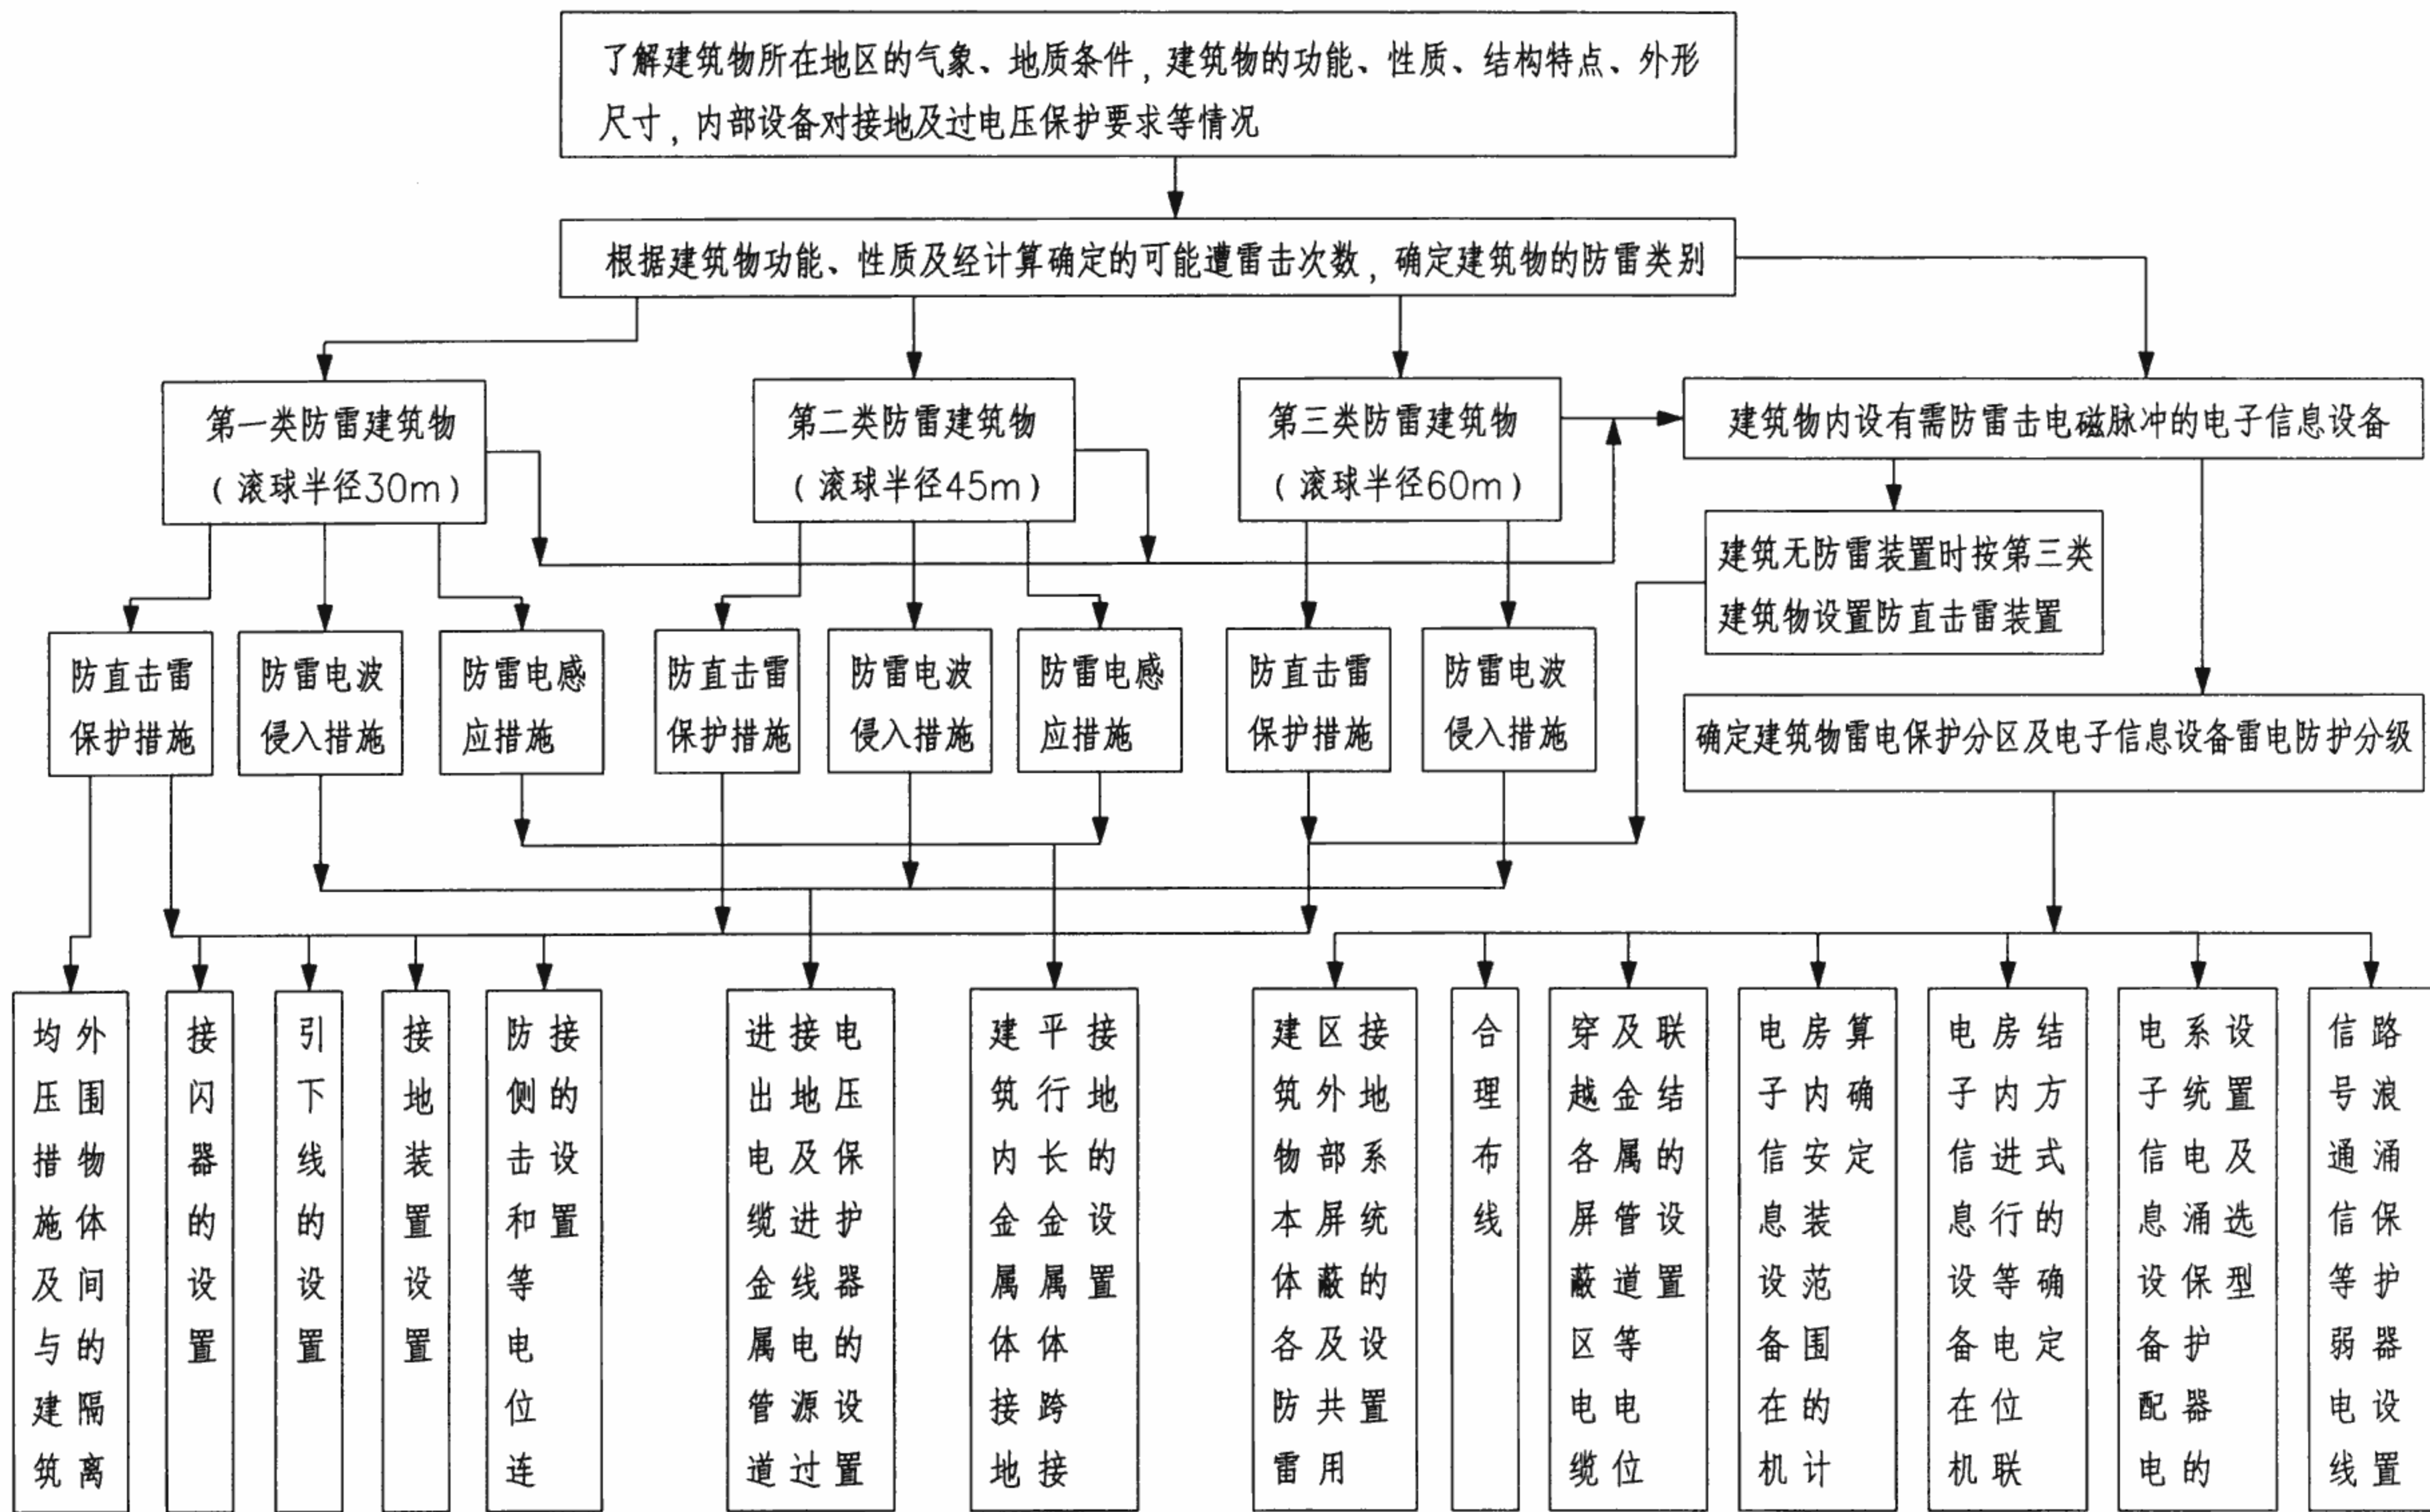 了解建筑物所在地区的气象、地质条件，建筑物的功能、性质、结构特点、外形
尺寸，内部设备对接地及过电压保护要求等情况
根据建筑物功能、性质及经计算确定的可能遭雷击次数，确定建筑物的防雷类别
第一类防雷建筑物
（滚球半径30m）
第二类防雷建筑物
（滚球半径45m）
第三类防雷建筑物
（滚球半径60m）
建筑物内设有需防雷击电磁脉冲的电子信息设备
建筑无防雷装置时按第三类
建筑物设置防直击雷装置
防直击雷
保护措施
防雷电波
侵入措施
防雷电感
应措施
防直击雷
保护措施
防雷电波
侵入措施
防雷电感
应措施
防直击雷
保护措施
防雷电波
侵入措施
确定建筑物雷电保护分区及电子信息设备雷电防护分级
均压措施及与建筑
外围物体间的隔离
接闪器的设置
引下线的设置
接地装置设置
防侧击和等电位连
接的设置
进出电缆金属管道
接地及进线电源过
电压保护器的设置
建筑内金属体接地
平行长金属体跨接
接地的设置
建筑物本体各防雷
区外部屏蔽及共用
接地系统的设置
合理布线
穿越各屏蔽区电缆
及金属管道等电位
联结的设置
电子信息设备在机
房内安装范围的计
算确定
电子信息设备在机
房内进行等电位联
结方式的确定
电子信息设备配电
系统电涌保护器的
设置及选型
信号通信等弱电线
路浪涌保护器设置